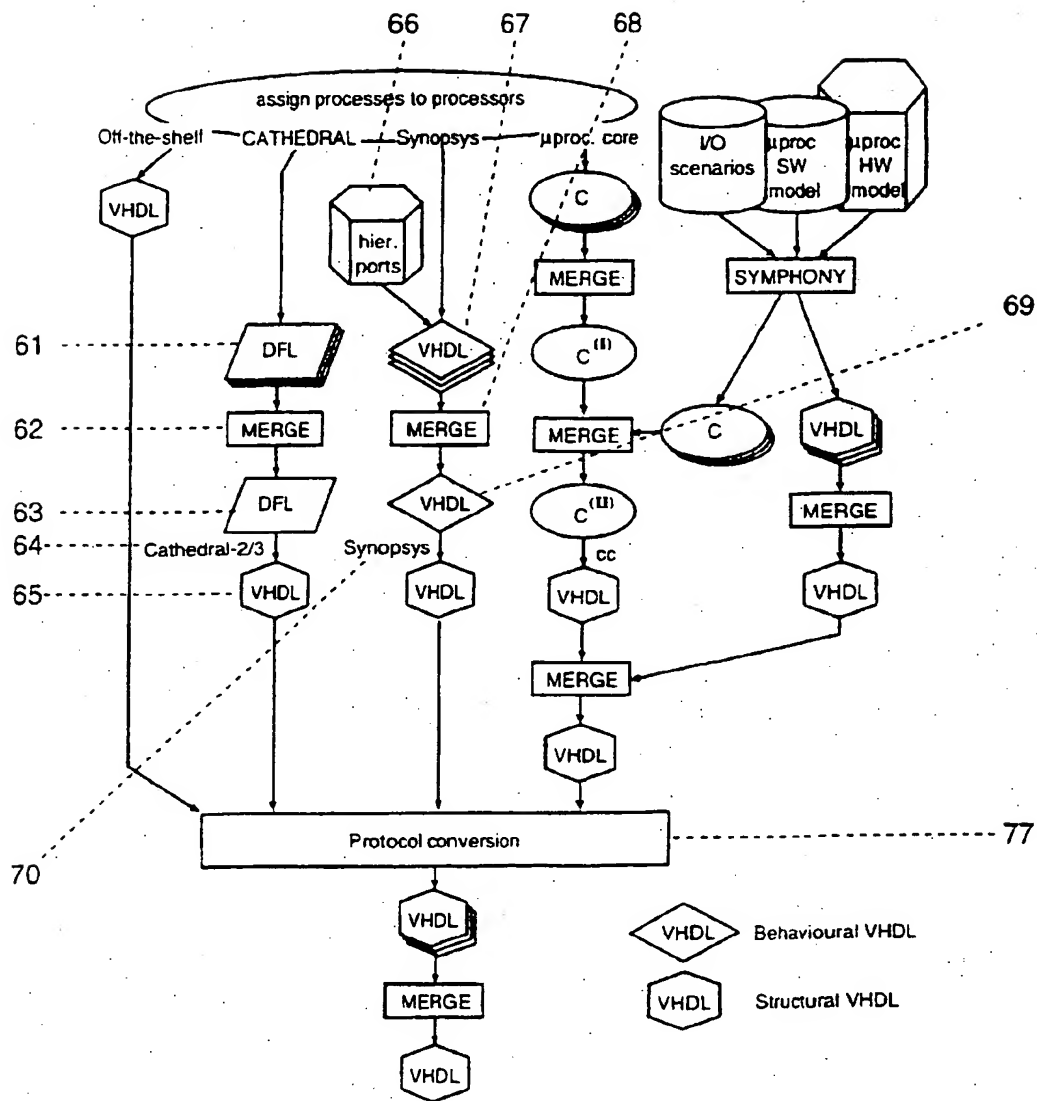 66
67
68
assign processes to processors
Off-the-shelf
CATHEDRAL
Synopsys
μproc. core
I/O
scenarios
μproc
SW
model
μproc
HW
model
VHDL
C
hier.
ports
MERGE
SYMPHONY
69
61
DFL
VHDL
C(I)
62
MERGE
MERGE
MERGE
C
VHDL
63
DFL
VHDL
C(II)
MERGE
64
Cathedral-2/3
Synopsys
cc
65
VHDL
VHDL
VHDL
VHDL
MERGE
VHDL
Protocol conversion
77
70
VHDL
VHDL
Behavioural VHDL
MERGE
VHDL
Structural VHDL
VHDL